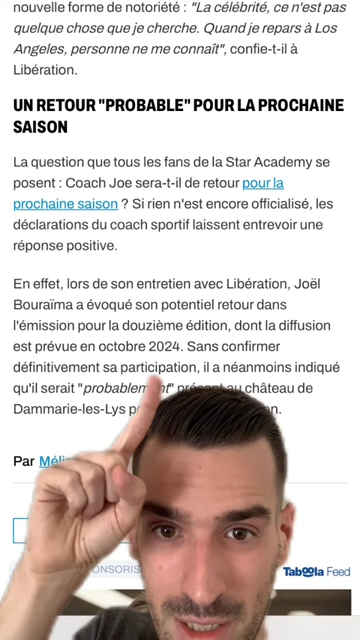 nouvelle forme de notoriété : "La célébrité, ce n'est pas
quelque chose que je cherche. Quand je repars à Los
Angeles, personne ne me connaît", confie-t-il à
Libération.
UN RETOUR "PROBABLE" POUR LA PROCHAINE
SAISON
La question que tous les fans de la Star Academy se
posent : Coach Joe sera-t-il de retour pour la
prochaine saison ? Si rien n'est encore officialisé, les
déclarations du coach sportif laissent entrevoir une
réponse positive.
En effet, lors de son entretien avec Libération, Joël
Bouraïma a évoqué son potentiel retour dans
l'émission pour la douzième édition, dont la diffusion
est prévue en octobre 2024. Sans confirmer
définitivement sa participation, il a néanmoins indiqué
qu'il serait "probablement" présent au château de
Dammarie-les-Lys
Par
Taboola Feed